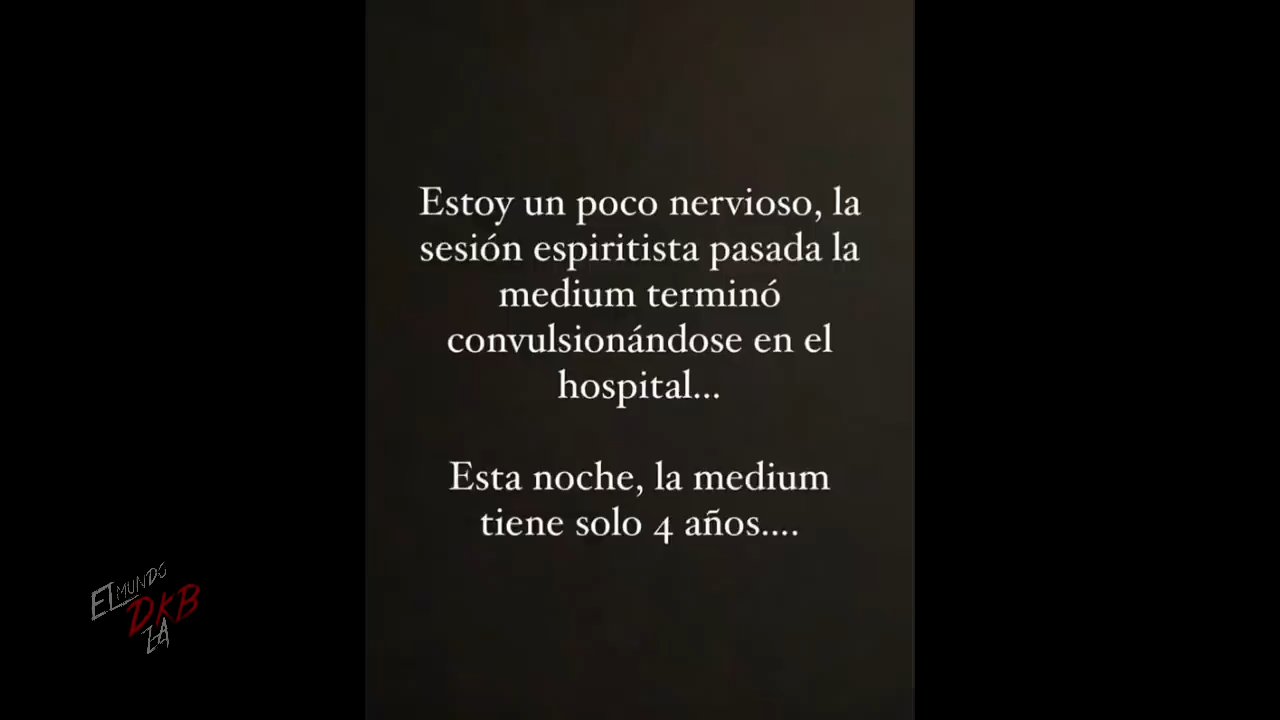 Estoy un poco nervioso, la
sesión espiritista pasada la
medium terminó
convulsionándose en el
hospital...
Esta noche, la medium
tiene solo 4 años....
EL MUNDO
DKB
ZA